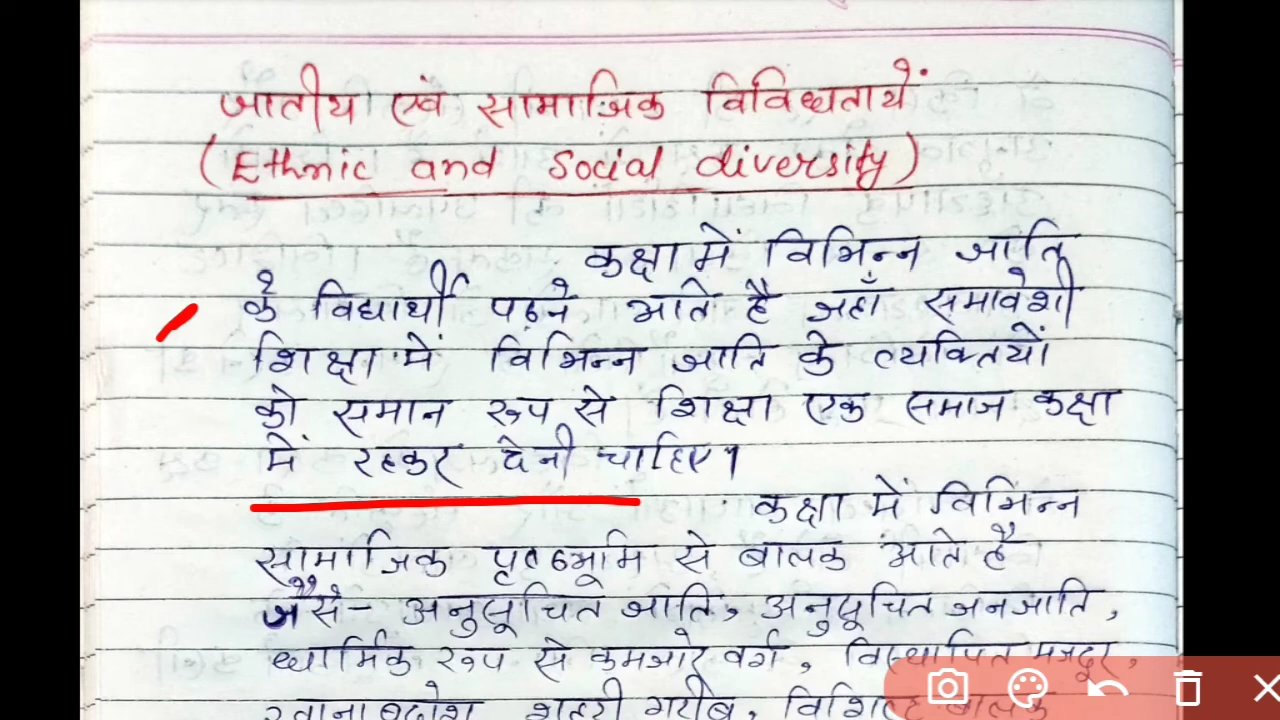 जातीय एवं सामाजिक विविधतायें
(Ethnic and Social diversity)
कक्षा में विभिन्न जाति
के विद्यार्थी पढ़ने आते है जहाँ समावेशी
शिक्षा में विभिन्न जाति के व्यक्तियों
को समान रूप से शिक्षा एक समाज कक्षा
में रहकर देनी चाहिए।
कक्षा में विभिन्न
सामाजिक पृष्ठभूमि से बालक आते है
जैसे - अनुसूचित जाति, अनुसूचित जनजाति,
धार्मिक रूप से कमजोर वर्ग, विस्थापित मजदूर,
शहरी गरीब,